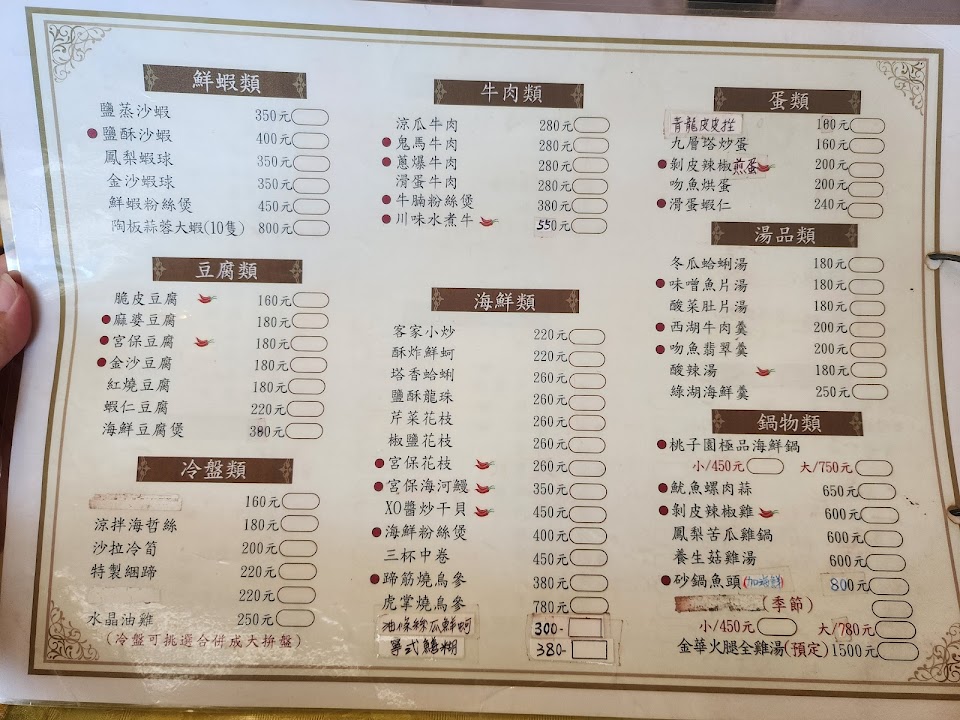 鮮蝦類
鹽蒸沙蝦 350元
鹽酥沙蝦 400元
鳳梨蝦球 350元
金沙蝦球 350元
鮮蝦粉絲煲 450元
陶板蒜蓉大蝦(10隻) 800元
豆腐類
脆皮豆腐 160元
麻婆豆腐 180元
宮保豆腐 180元
金沙豆腐 180元
紅燒豆腐 180元
蝦仁豆腐 220元
海鮮豆腐煲 380元
冷盤類
160元
涼拌海哲絲 180元
沙拉冷筍 200元
特製綑蹄 220元
220元
水晶油雞 250元
(冷盤可挑選合併成大拼盤)
牛肉類
涼瓜牛肉 280元
鬼馬牛肉 280元
蔥爆牛肉 280元
滑蛋牛肉 280元
牛腩粉絲煲 380元
川味水煮牛 550元
海鮮類
客家小炒 220元
酥炸鮮蚵 220元
塔香蛤蜊 260元
鹽酥龍珠 260元
芹菜花枝 260元
椒鹽花枝 260元
宮保花枝 260元
宮保海河鰻 350元
XO醬炒干貝 450元
海鮮粉絲煲 400元
三杯中卷 450元
蹄筋燒烏參 380元
虎掌燒烏參 780元
油條絲瓜鮮蚵 300-
寧式鱔糊 380-
蛋類
青龍皮皮挫 160元
九層塔炒蛋 160元
剝皮辣椒煎蛋 200元
吻魚烘蛋 200元
滑蛋蝦仁 240元
湯品類
冬瓜蛤蜊湯 180元
味噌魚片湯 180元
酸菜肚片湯 180元
西湖牛肉羹 200元
吻魚翡翠羹 200元
酸辣湯 180元
綠湖海鮮羹 250元
鍋物類
桃子園極品海鮮鍋
小/450元 大/750元
魷魚螺肉蒜 650元
剝皮辣椒雞 600元
鳳梨苦瓜雞鍋 600元
養生菇雞湯 600元
砂鍋魚頭(加海鮮) 800元
(季節)
小/450元 大/780元
金華火腿全雞湯(預定) 1500元